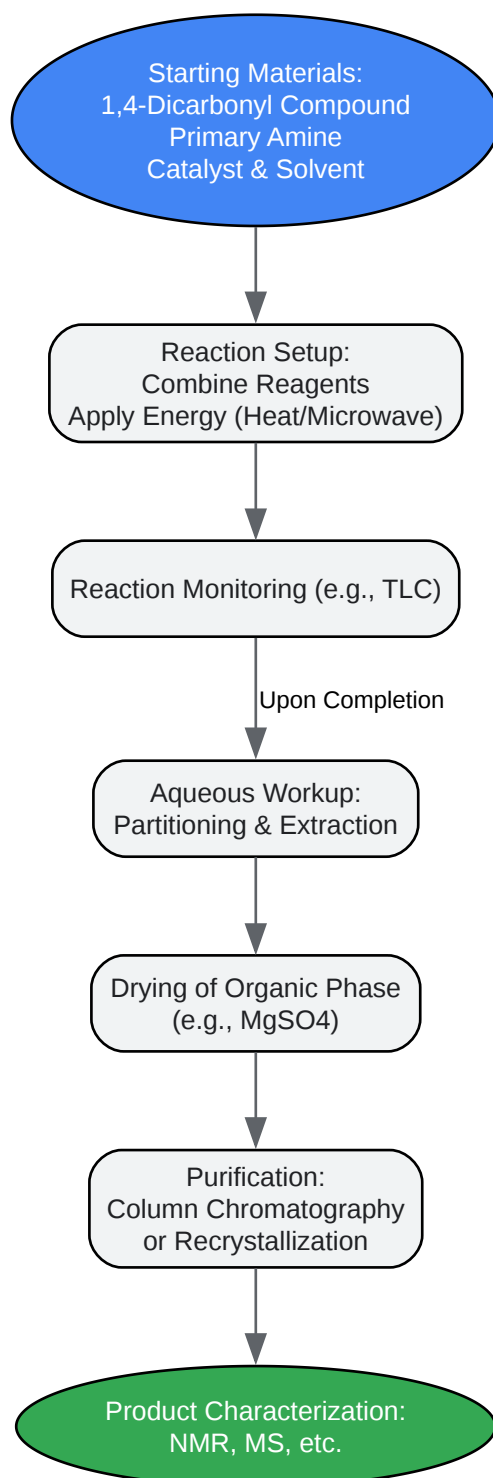 Starting Materials:
1,4-Dicarbonyl Compound
Primary Amine
Catalyst & Solvent
Reaction Setup:
Combine Reagents
Apply Energy (Heat/Microwave)
Reaction Monitoring (e.g., TLC)
Upon Completion
Aqueous Workup:
Partitioning & Extraction
Drying of Organic Phase
(e.g., MgSO4)
Purification:
Column Chromatography
or Recrystallization
Product Characterization:
NMR, MS, etc.